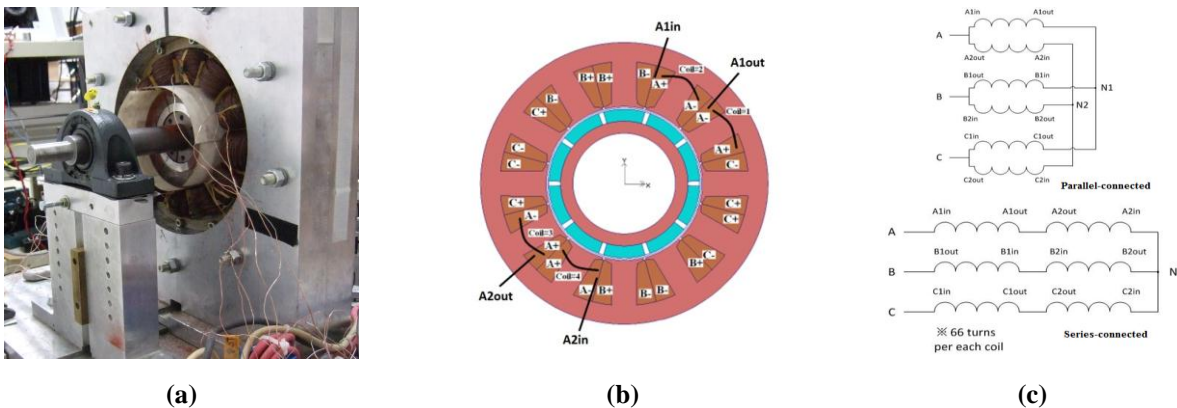 A1in
A1out
Coil=2
Coil=1
B+ B+
B-
A+
A-
A-
A+
C-
C+
C+
C-
B+
B- B-
B+
A-
A+
A+
A-
C+
C-
C-
C+
B-
Coil=3
Coil=4
Y
X
A2out
A2in
A1in A1out
A
A2out A2in
B1out B1in
B
N1
N2
B2in B2out
C1in C1out
C
C2out C2in
Parallel-connected
A1in A1out A2out A2in
A
B1out B1in B2in B2out
B
N
C1in C1out C2out C2in
C
※ 66 turns
per each coil
Series-connected
(a)
(b)
(c)